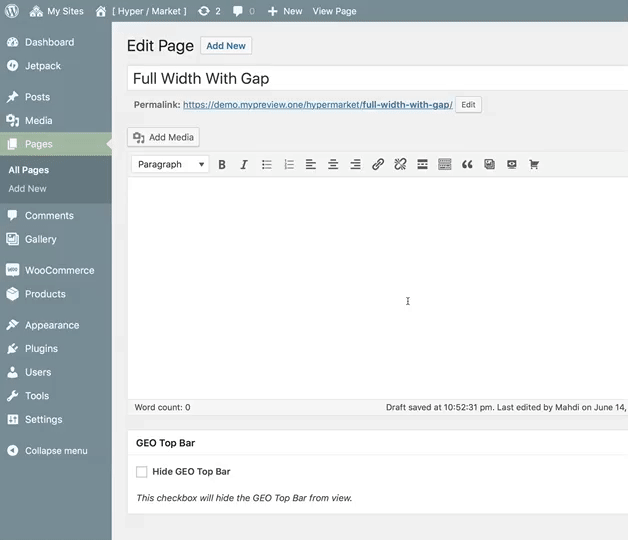 My Sites [ Hyper / Market ] 2 0 New View Page
Dashboard
Jetpack
Posts
Media
Pages
All Pages
Add New
Comments
Gallery
WooCommerce
Products
Appearance
Plugins
Users
Tools
Settings
Collapse menu
Edit Page Add New
Full Width With Gap
Permalink: https://demo.mypreview.one/hypermarket/full-width-with-gap/ Edit
Add Media
Paragraph B I
Word count: 0 Draft saved at 10:52:31 pm. Last edited by Mahdi on June 14,
GEO Top Bar
Hide GEO Top Bar
This checkbox will hide the GEO Top Bar from view.